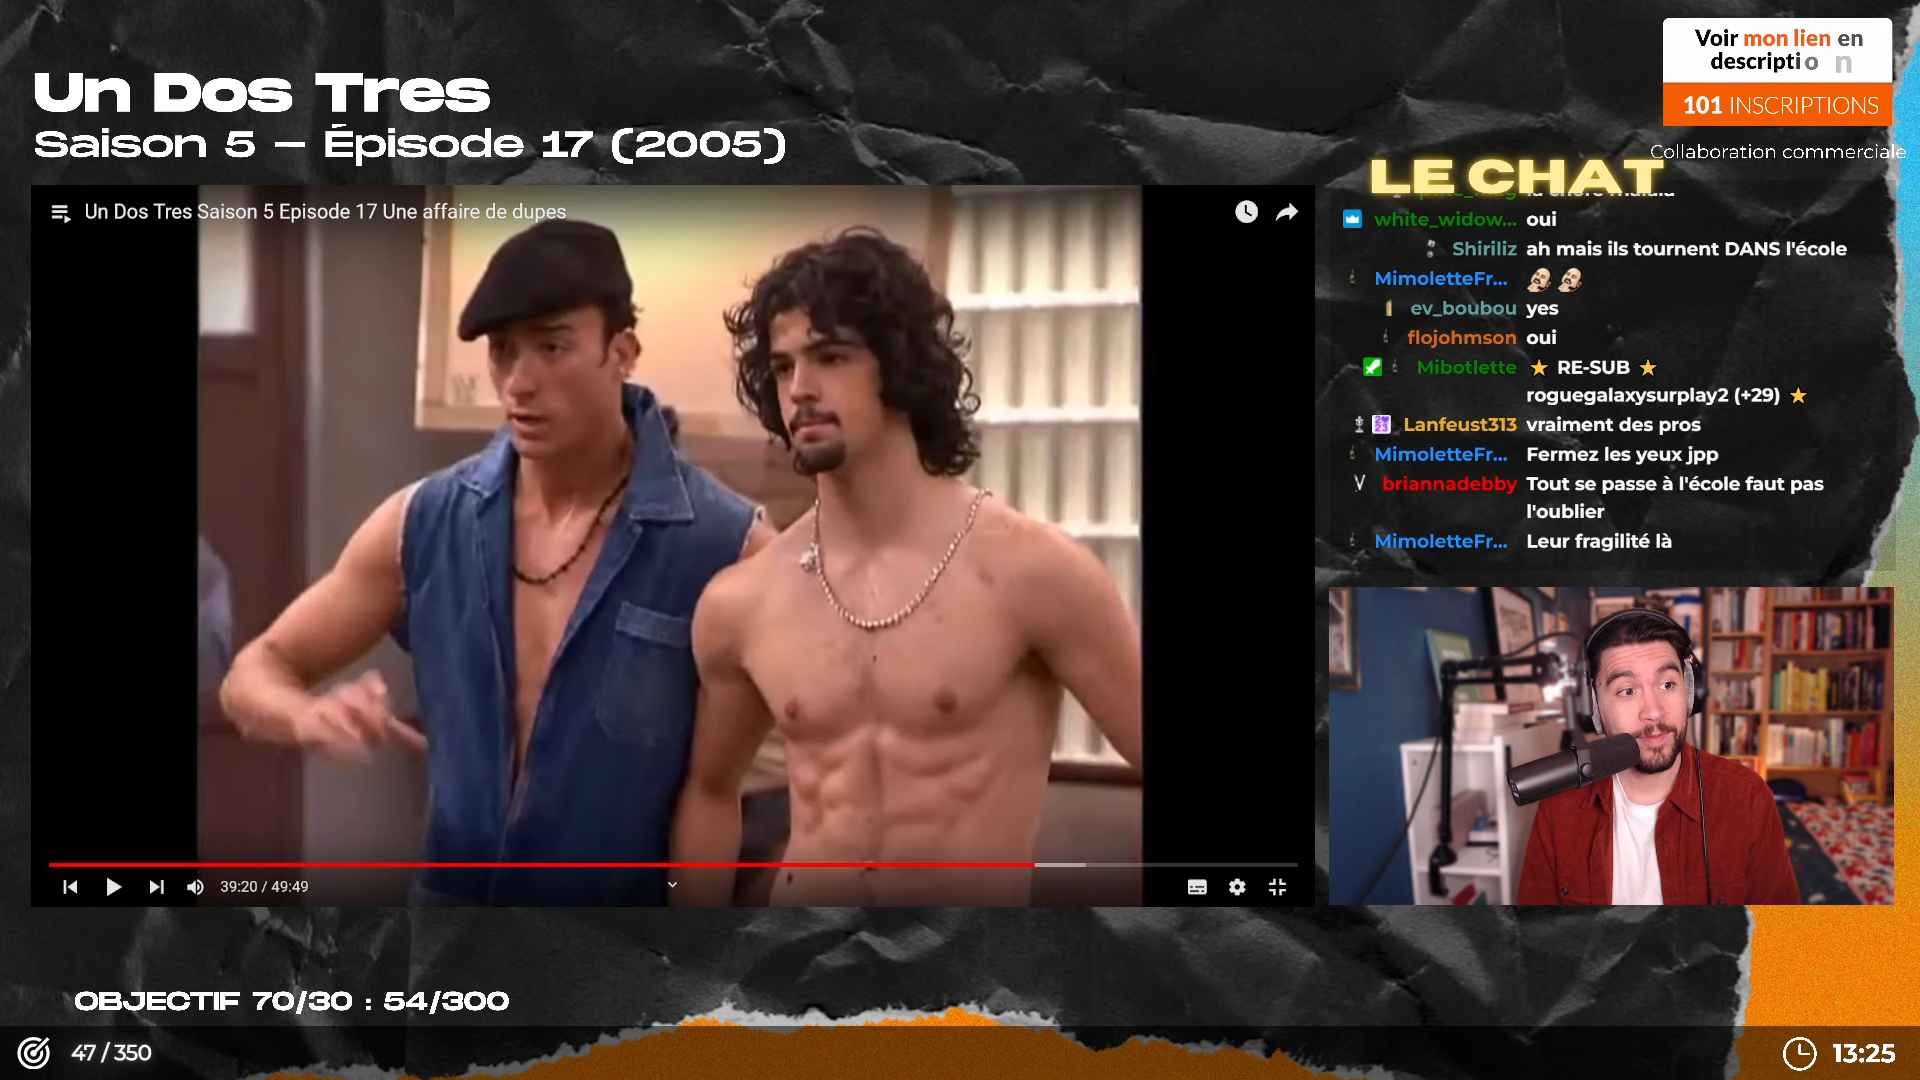 Voir mon lien en
description
101 INSCRIPTIONS
Collaboration commerciale
Un Dos Tres
Saison 5 – Épisode 17 (2005)
LE CHAT
Un Dos Tres Saison 5 Episode 17 Une affaire de dupes
white_widow... oui
Shiriliz ah mais ils tournent DANS l'école
MimoletteFr...
ev_boubou yes
flojohmson oui
Mibotlette ★ RE-SUB ★
roguegalaxysurplay2 (+29) ★
Lanfeust313 vraiment des pros
MimoletteFr... Fermez les yeux jpp
briannadebby Tout se passe à l'école faut pas
l'oublier
MimoletteFr... Leur fragilité là
39:20 / 49:49
OBJECTIF 70/30 : 54/300
47 / 350
13:25